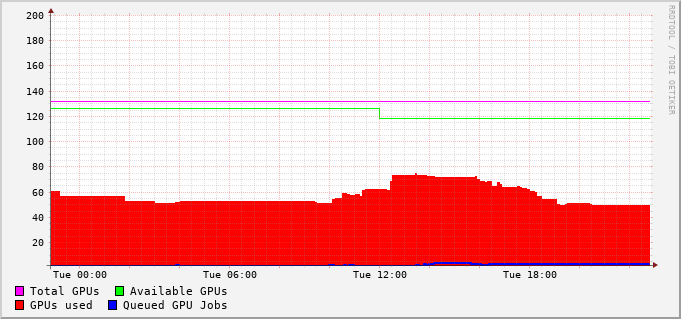 200
180
160
140
120
100
80
60
40
20
Tue 00:00 Tue 06:00 Tue 12:00 Tue 18:00
Total GPUs Available GPUs
GPUs used Queued GPU Jobs
RRDTOOL / TOBI OETIKER